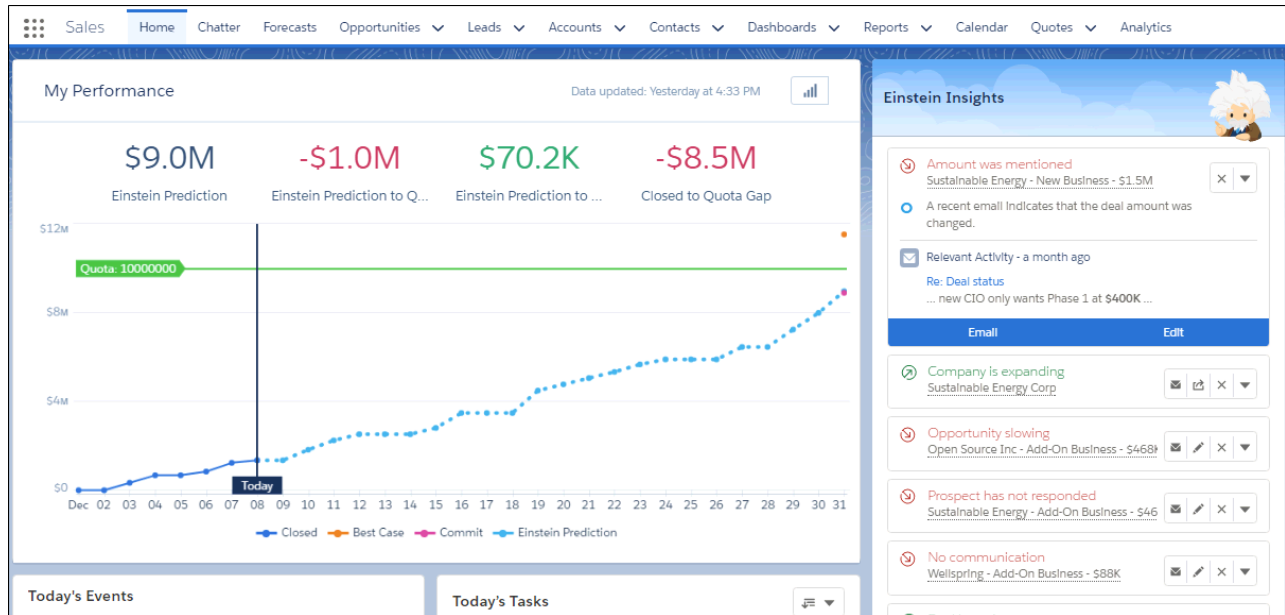 Sales Home Chatter Forecasts Opportunities Leads Accounts Contacts Dashboards Reports Calendar Quotes Analytics
My Performance
Data updated: Yesterday at 4:33 PM
$9.0M
-$1.0M
$70.2K
-$8.5M
Einstein Prediction
Einstein Prediction to Q...
Einstein Prediction to ...
Closed to Quota Gap
$12M
Quota: 10000000
$8M
$4M
$0
Today
Dec 02 03 04 05 06 07 08 09 10 11 12 13 14 15 16 17 18 19 20 21 22 23 24 25 26 27 28 29 30 31
Closed Best Case Commit Einstein Prediction
Today's Events
Today's Tasks
Einstein Insights
Amount was mentioned
Sustainable Energy - New Business - $1.5M
A recent email indicates that the deal amount was
changed.
Relevant Activity - a month ago
Re: Deal status
... new CIO only wants Phase 1 at $400K ...
Email Edit
Company is expanding
Sustainable Energy Corp
Opportunity slowing
Open Source Inc - Add-On Business - $468K
Prospect has not responded
Sustainable Energy - Add-On Business - $46
No communication
Wellspring - Add-On Business - $88K